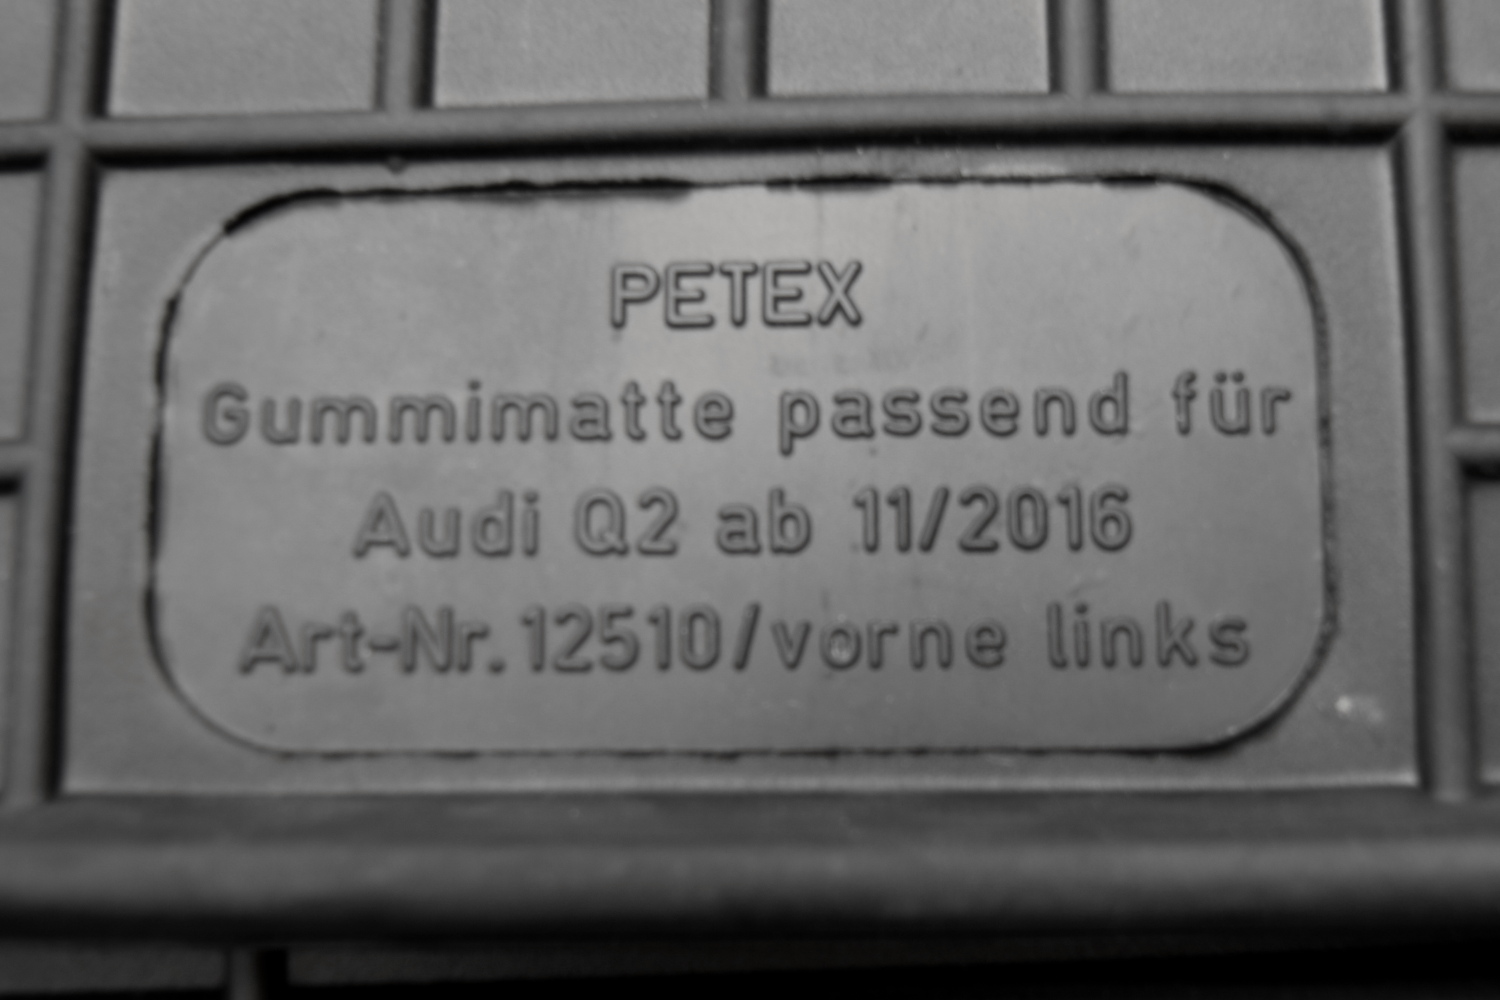 PETEX
Gummimatte passend für
Audi Q2 ab 11/2016
Art-Nr.12510/vorne links